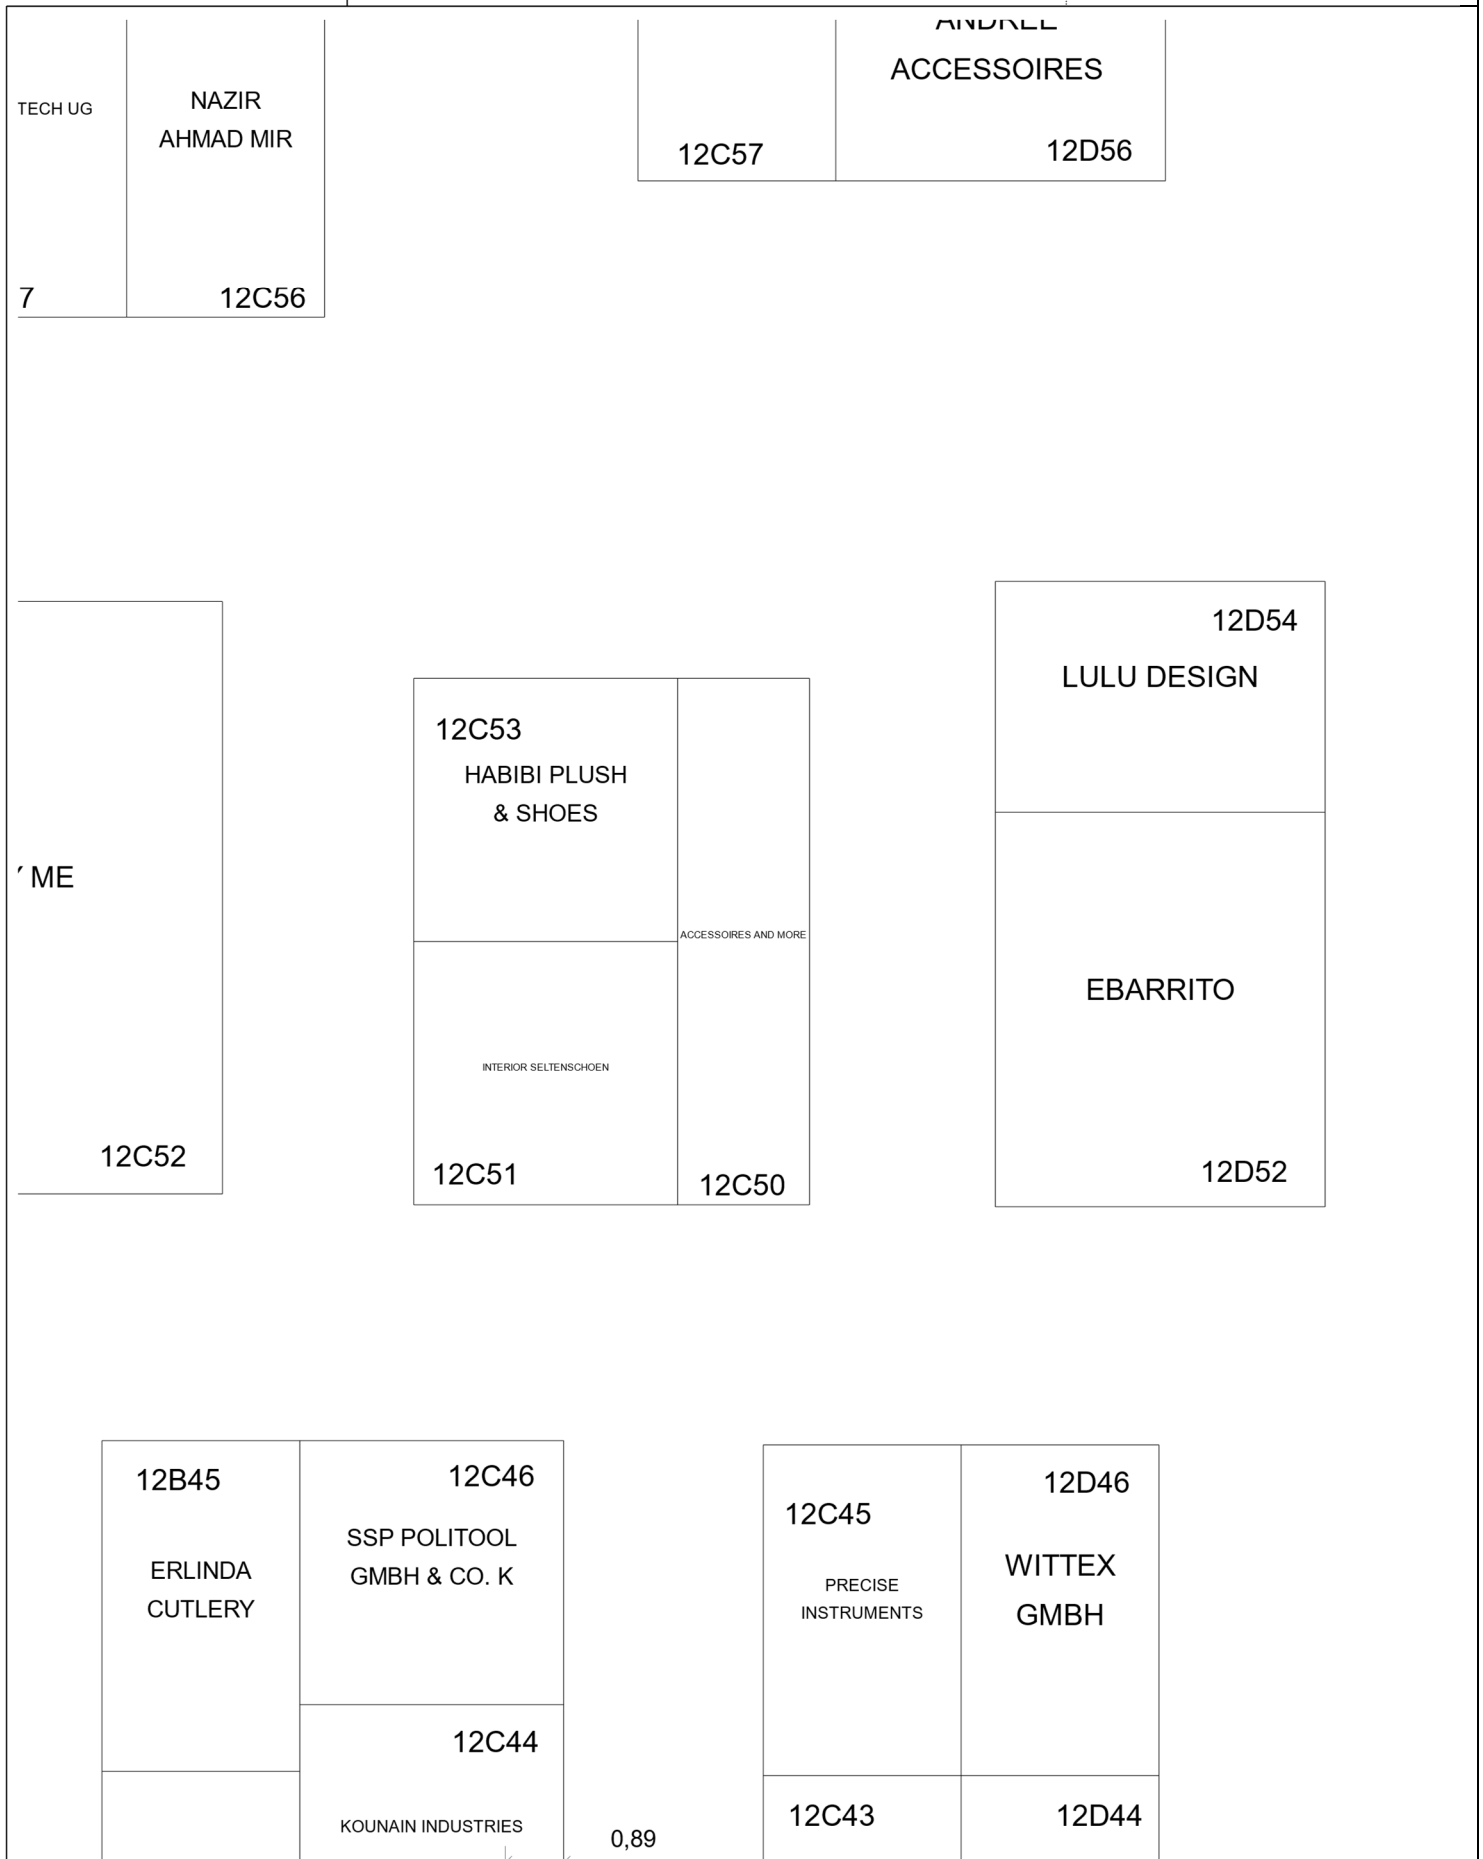 ACCESSOIRES
TECH UG
NAZIR
AHMAD MIR
12C57
12D56
7
12C56
12D54
LULU DESIGN
12C53
HABIBI PLUSH
& SHOES
ME
ACCESSOIRES AND MORE
EBARRITO
INTERIOR SELTENSCHOEN
12C52
12C51
12C50
12D52
12B45
12C46
12D46
12C45
SSP POLITOOL
GMBH & CO. K
ERLINDA
CUTLERY
WITTEX
GMBH
PRECISE
INSTRUMENTS
12C44
12C43
12D44
KOUNAIN INDUSTRIES
0,89